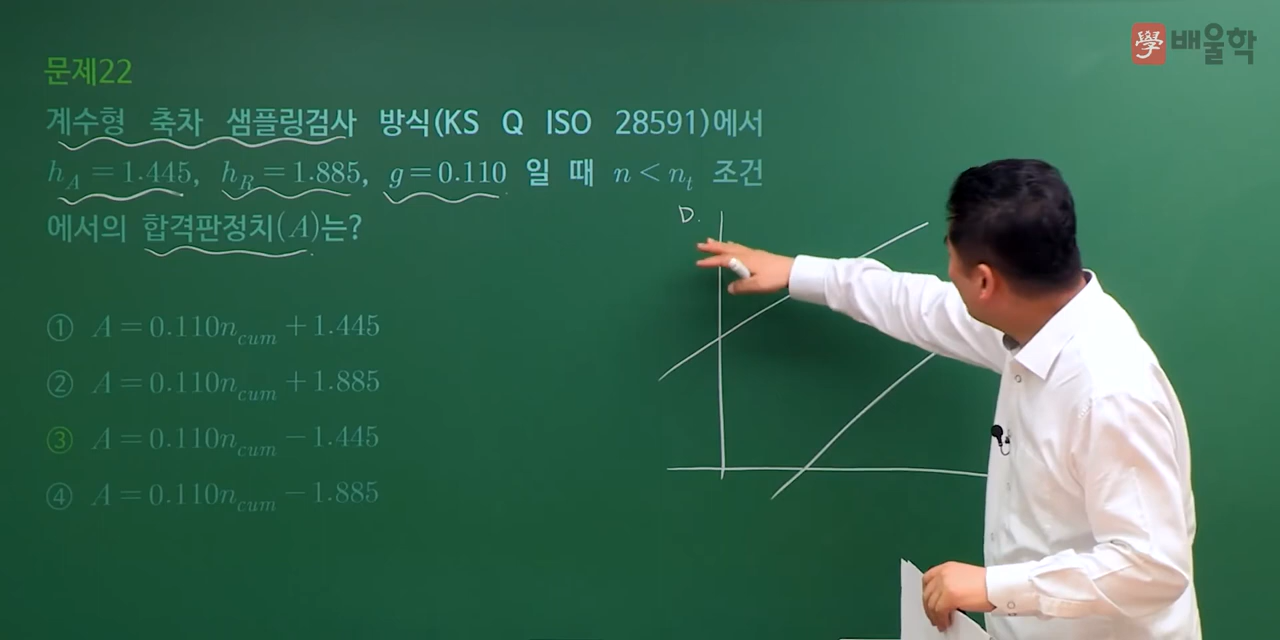 學 배울학
문제22
계수형 축차 샘플링검사 방식(KS Q ISO 28591)에서
h_A = 1.445, h_R = 1.885, g = 0.110 일 때 n < n_t 조건
에서의 합격판정치(A)는?
D.
① A = 0.110n_cum + 1.445
② A = 0.110n_cum + 1.885
③ A = 0.110n_cum − 1.445
④ A = 0.110n_cum − 1.885